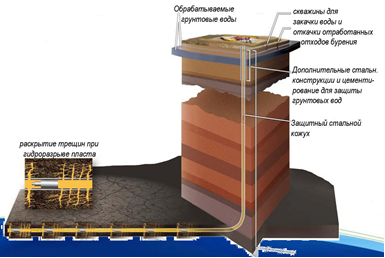 Обрабатываемые
грунтовые воды
скважины для
закачки воды и
откачки отработанных
отходов бурения
Дополнительные стальн.
конструкции и цементи-
рование для защиты
грунтовых вод
Защитный стальной
кожух
раскрытие трещин при
гидроразрыве пласта